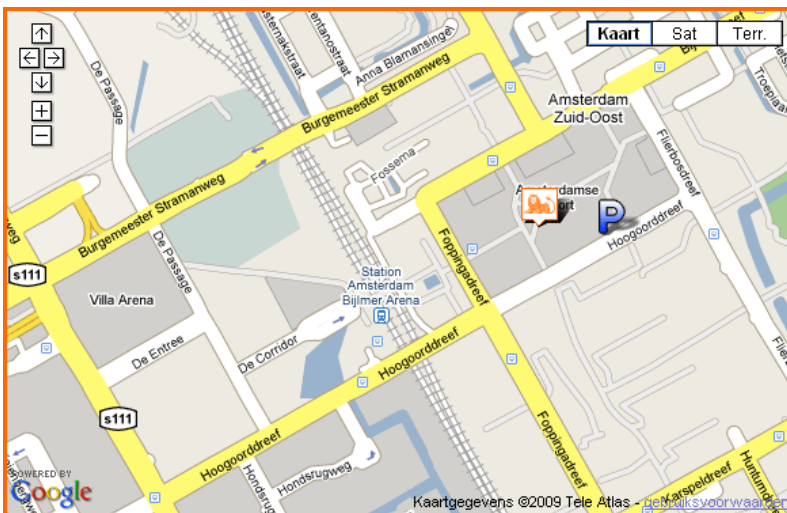 Kaart Sat Terr.
De Passage
Anna Blamansingel
Burgemeester Stramanweg
Amsterdam
Zuid-Oost
Flierbosdreef
Fossema
P
Hoogoorddreef
Burgemeester Stramanweg
De Passage
s111
Villa Arena
Station
Amsterdam
Bijlmer Arena
Foppingadreef
De Entree
De Corridor
Hoogoorddreef
s111
Foppingadreef
Hoogoorddreef
Hondsrugweg
Hondsrugweg
Karspeldreef
POWERED BY
Google
Kaartgegevens ©2009 Tele Atlas - gebruiksvoorwaarden